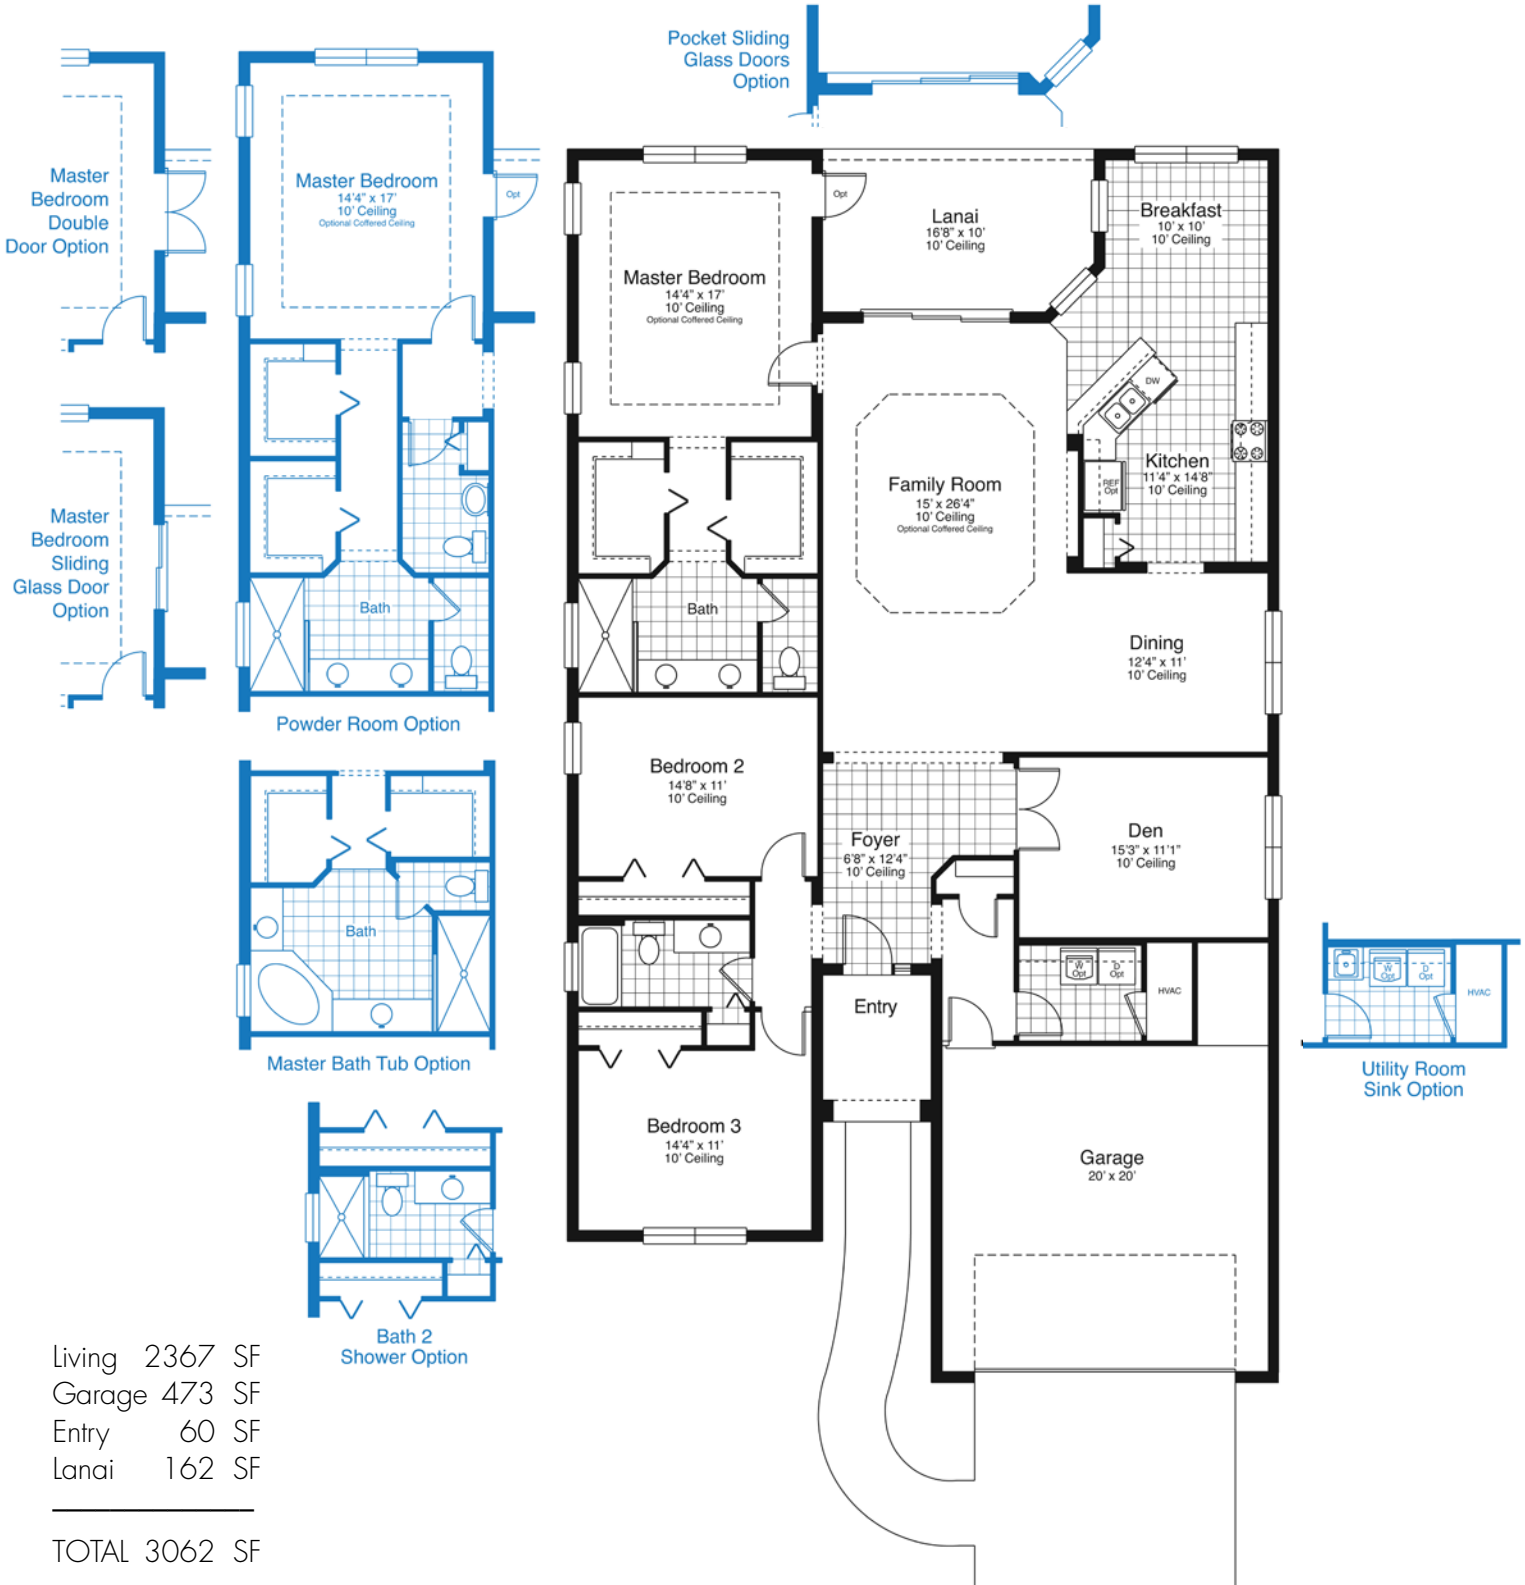 Pocket Sliding
Glass Doors
Option
Master
Bedroom
Double
Door Option
Master Bedroom
14'4" x 17'
10' Ceiling
Optional Coffered Ceiling
Opt
Master
Bedroom
Sliding
Glass Door
Option
Bath
Powder Room Option
Bath
Master Bath Tub Option
Bath 2
Shower Option
Master Bedroom
14'4" x 17'
10' Ceiling
Optional Coffered Ceiling
Opt
Lanai
16'8" x 10'
10' Ceiling
Breakfast
10' x 10'
10' Ceiling
DW
Kitchen
11'4" x 14'8"
10' Ceiling
REF
Opt
Family Room
15' x 26'4"
10' Ceiling
Optional Coffered Ceiling
Bath
Dining
12'4" x 11'
10' Ceiling
Bedroom 2
14'8" x 11'
10' Ceiling
Foyer
6'8" x 12'4"
10' Ceiling
Den
15'3" x 11'1"
10' Ceiling
W
Opt
D
Opt
HVAC
Entry
Bedroom 3
14'4" x 11'
10' Ceiling
Garage
20' x 20'
W
Opt
D
Opt
HVAC
Utility Room
Sink Option
Living 2367 SF
Garage 473 SF
Entry 60 SF
Lanai 162 SF
TOTAL 3062 SF